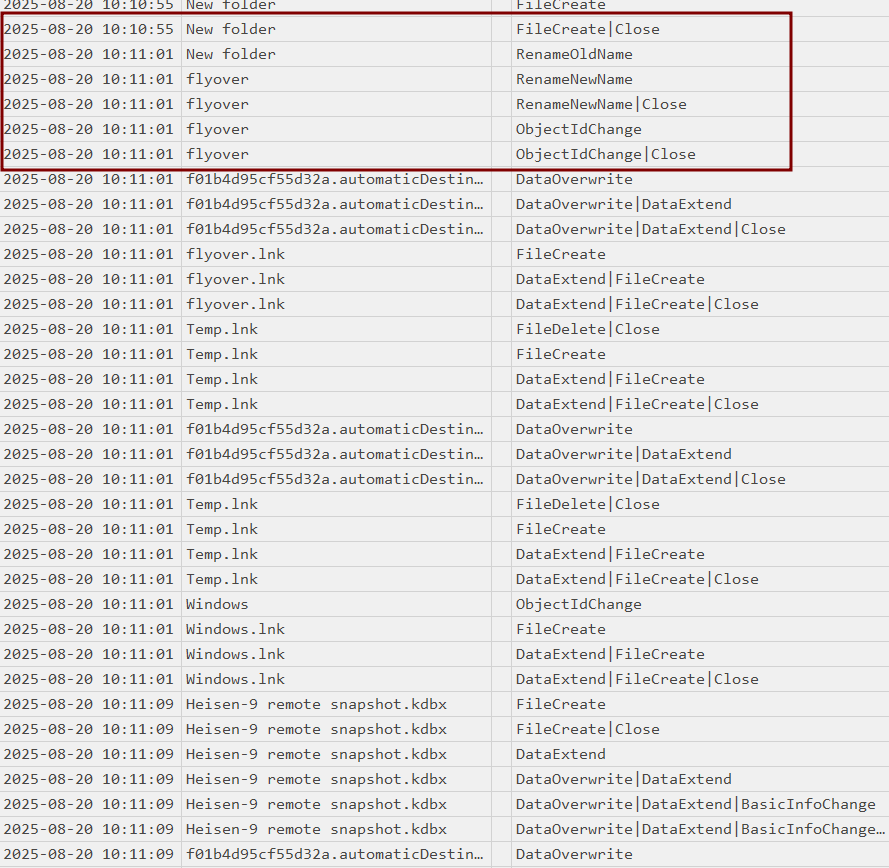 2025-08-20 10:10:55 New folder FileCreate
2025-08-20 10:10:55 New folder FileCreate|Close
2025-08-20 10:11:01 New folder RenameOldName
2025-08-20 10:11:01 flyover RenameNewName
2025-08-20 10:11:01 flyover RenameNewName|Close
2025-08-20 10:11:01 flyover ObjectIdChange
2025-08-20 10:11:01 flyover ObjectIdChange|Close
2025-08-20 10:11:01 f01b4d95cf55d32a.automaticDestin… DataOverwrite
2025-08-20 10:11:01 f01b4d95cf55d32a.automaticDestin… DataOverwrite|DataExtend
2025-08-20 10:11:01 f01b4d95cf55d32a.automaticDestin… DataOverwrite|DataExtend|Close
2025-08-20 10:11:01 flyover.lnk FileCreate
2025-08-20 10:11:01 flyover.lnk DataExtend|FileCreate
2025-08-20 10:11:01 flyover.lnk DataExtend|FileCreate|Close
2025-08-20 10:11:01 Temp.lnk FileDelete|Close
2025-08-20 10:11:01 Temp.lnk FileCreate
2025-08-20 10:11:01 Temp.lnk DataExtend|FileCreate
2025-08-20 10:11:01 Temp.lnk DataExtend|FileCreate|Close
2025-08-20 10:11:01 f01b4d95cf55d32a.automaticDestin… DataOverwrite
2025-08-20 10:11:01 f01b4d95cf55d32a.automaticDestin… DataOverwrite|DataExtend
2025-08-20 10:11:01 f01b4d95cf55d32a.automaticDestin… DataOverwrite|DataExtend|Close
2025-08-20 10:11:01 Temp.lnk FileDelete|Close
2025-08-20 10:11:01 Temp.lnk FileCreate
2025-08-20 10:11:01 Temp.lnk DataExtend|FileCreate
2025-08-20 10:11:01 Temp.lnk DataExtend|FileCreate|Close
2025-08-20 10:11:01 Windows ObjectIdChange
2025-08-20 10:11:01 Windows.lnk FileCreate
2025-08-20 10:11:01 Windows.lnk DataExtend|FileCreate
2025-08-20 10:11:01 Windows.lnk DataExtend|FileCreate|Close
2025-08-20 10:11:09 Heisen-9 remote snapshot.kdbx FileCreate
2025-08-20 10:11:09 Heisen-9 remote snapshot.kdbx FileCreate|Close
2025-08-20 10:11:09 Heisen-9 remote snapshot.kdbx DataExtend
2025-08-20 10:11:09 Heisen-9 remote snapshot.kdbx DataOverwrite|DataExtend
2025-08-20 10:11:09 Heisen-9 remote snapshot.kdbx DataOverwrite|DataExtend|BasicInfoChange
2025-08-20 10:11:09 Heisen-9 remote snapshot.kdbx DataOverwrite|DataExtend|BasicInfoChange…
2025-08-20 10:11:09 f01b4d95cf55d32a.automaticDestin… DataOverwrite